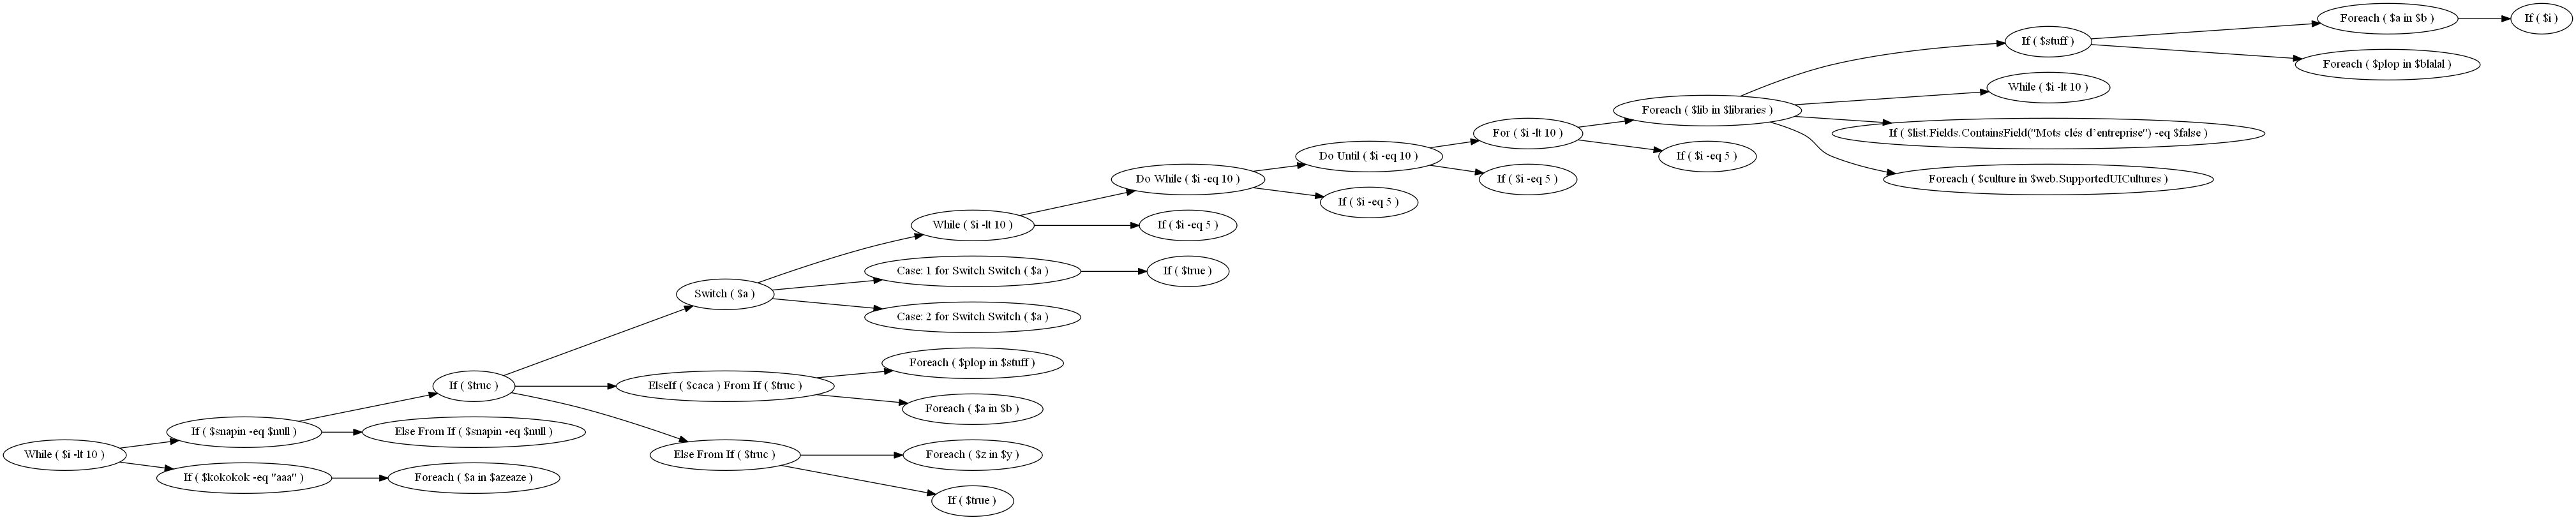 Foreach ( $a in $b )
If ( $i )
If ( $stuff )
Foreach ( $plop in $blalal )
While ( $i -lt 10 )
Foreach ( $lib in $libraries )
If ( $list.Fields.ContainsField("Mots clés d'entreprise") -eq $false )
For ( $i -lt 10 )
Do Until ( $i -eq 10 )
If ( $i -eq 5 )
Foreach ( $culture in $web.SupportedUICultures )
Do While ( $i -eq 10 )
If ( $i -eq 5 )
If ( $i -eq 5 )
While ( $i -lt 10 )
If ( $i -eq 5 )
Case: 1 for Switch Switch ( $a )
If ( $true )
Switch ( $a )
Case: 2 for Switch Switch ( $a )
Foreach ( $plop in $stuff )
If ( $truc )
ElseIf ( $caca ) From If ( $truc )
Foreach ( $a in $b )
If ( $snapin -eq $null )
Else From If ( $snapin -eq $null )
While ( $i -lt 10 )
Else From If ( $truc )
Foreach ( $z in $y )
If ( $kokokok -eq "aaa" )
Foreach ( $a in $azeaze )
If ( $true )